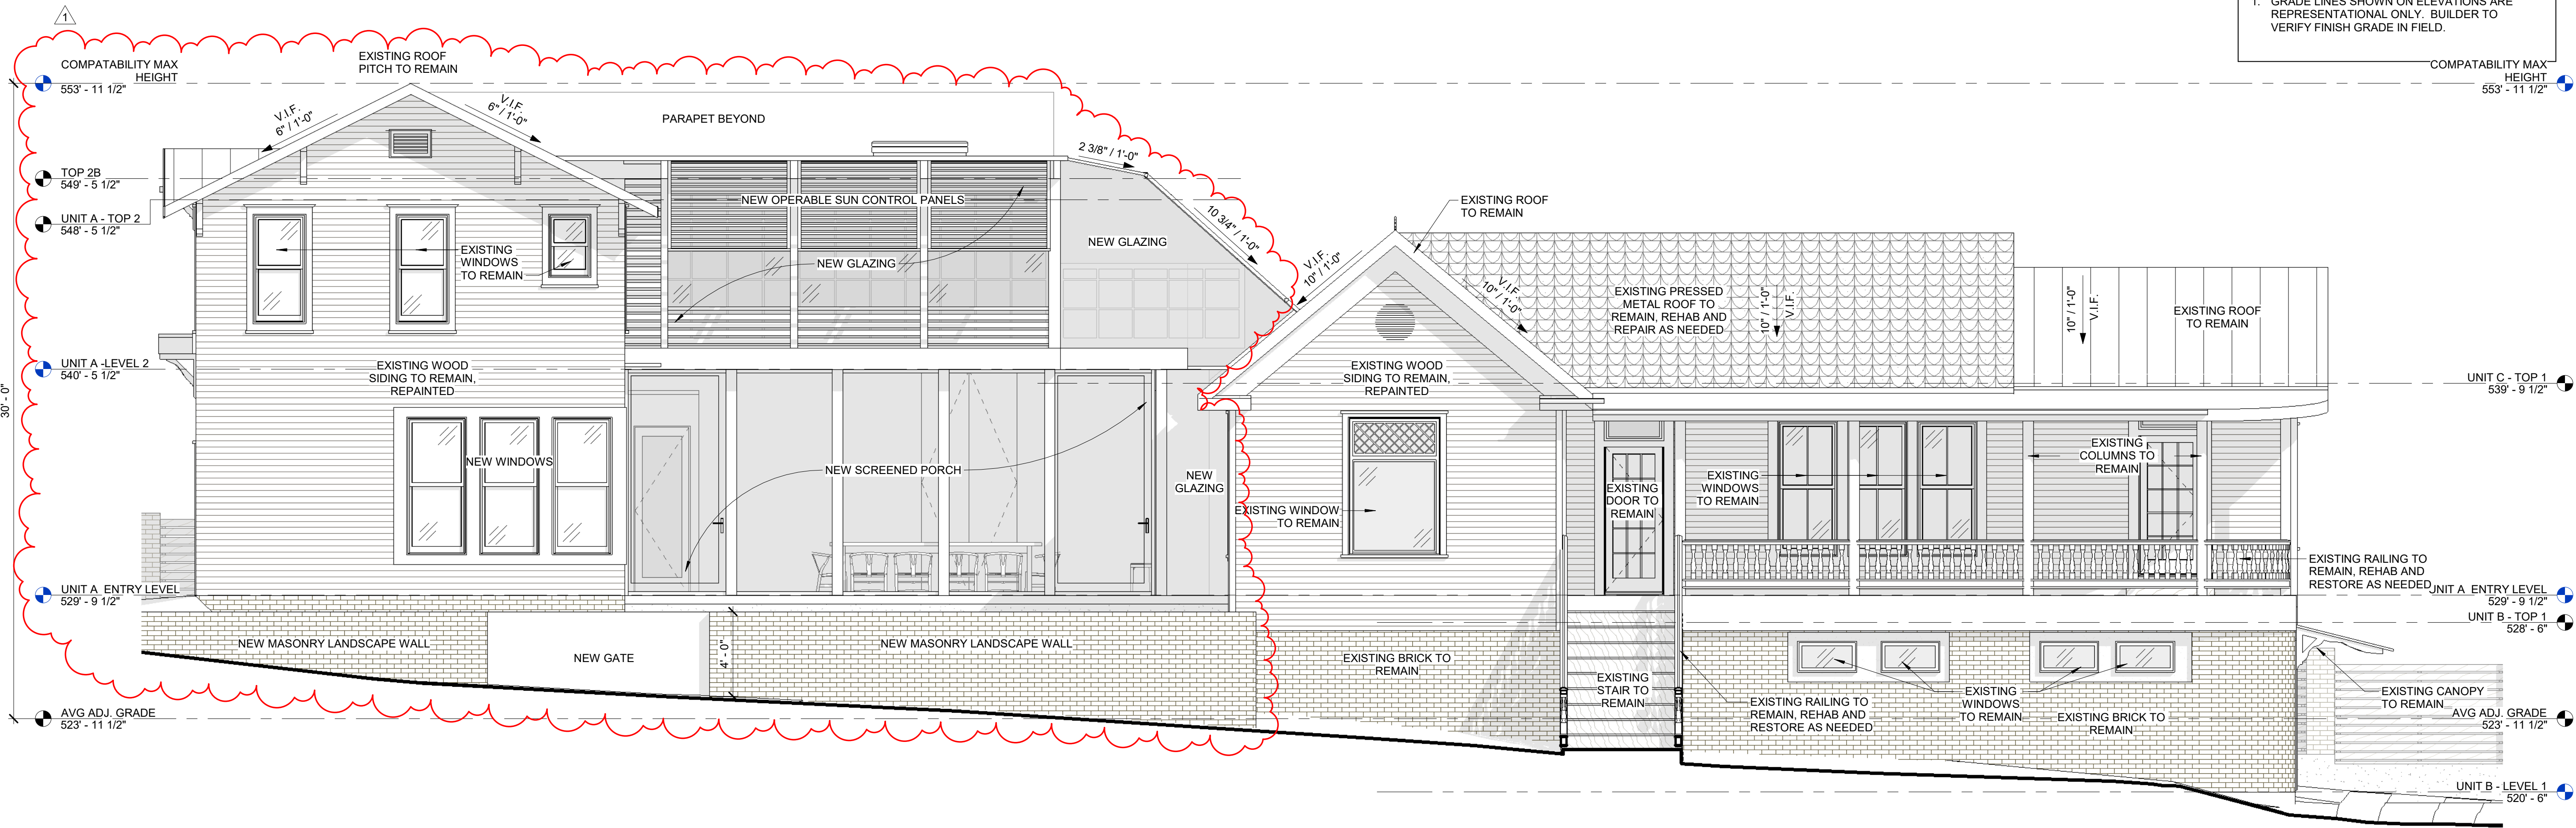 1
1. GRADE LINES SHOWN ON ELEVATIONS ARE
REPRESENTATIONAL ONLY. BUILDER TO
VERIFY FINISH GRADE IN FIELD.
COMPATABILITY MAX
HEIGHT
553' - 11 1/2"
EXISTING ROOF
PITCH TO REMAIN
COMPATABILITY MAX
HEIGHT
553' - 11 1/2"
V.I.F.
6" / 1'-0"
V.I.F.
6" / 1'-0"
PARAPET BEYOND
2 3/8" / 1'-0"
TOP 2B
549' - 5 1/2"
UNIT A - TOP 2
548' - 5 1/2"
NEW OPERABLE SUN CONTROL PANELS
10 3/4" / 1'-0"
EXISTING ROOF
TO REMAIN
EXISTING
WINDOWS
TO REMAIN
NEW GLAZING
NEW GLAZING
V.I.F.
10" / 1'-0"
V.I.F.
10" / 1'-0"
EXISTING PRESSED
METAL ROOF TO
REMAIN, REHAB AND
REPAIR AS NEEDED
10" / 1'-0"
V.I.F.
10" / 1'-0"
V.I.F.
EXISTING ROOF
TO REMAIN
UNIT A -LEVEL 2
540' - 5 1/2"
EXISTING WOOD
SIDING TO REMAIN,
REPAINTED
EXISTING WOOD
SIDING TO REMAIN,
REPAINTED
UNIT C - TOP 1
539' - 9 1/2"
30' - 0"
NEW WINDOWS
NEW SCREENED PORCH
NEW
GLAZING
EXISTING WINDOW
TO REMAIN
EXISTING
DOOR TO
REMAIN
EXISTING
WINDOWS
TO REMAIN
EXISTING
COLUMNS TO
REMAIN
EXISTING RAILING TO
REMAIN, REHAB AND
RESTORE AS NEEDED
UNIT A ENTRY LEVEL
529' - 9 1/2"
UNIT A ENTRY LEVEL
529' - 9 1/2"
UNIT B - TOP 1
528' - 6"
NEW MASONRY LANDSCAPE WALL
NEW GATE
4' - 0"
NEW MASONRY LANDSCAPE WALL
EXISTING BRICK TO
REMAIN
EXISTING
STAIR TO
REMAIN
EXISTING RAILING TO
REMAIN, REHAB AND
RESTORE AS NEEDED
EXISTING
WINDOWS
TO REMAIN
EXISTING BRICK TO
REMAIN
EXISTING CANOPY
TO REMAIN
AVG ADJ. GRADE
523' - 11 1/2"
AVG ADJ. GRADE
523' - 11 1/2"
UNIT B - LEVEL 1
520' - 6"